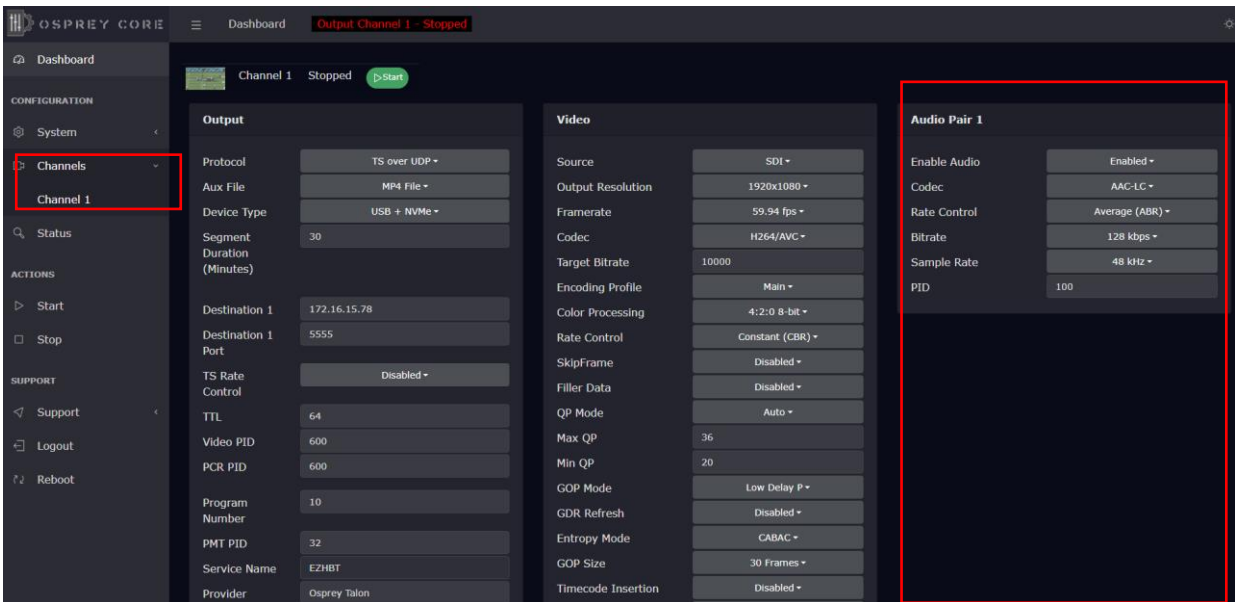 OSPREY CORE
Dashboard
Output Channel 1 - Stopped
Dashboard
CONFIGURATION
System
Channels
Channel 1
Status
ACTIONS
Start
Stop
SUPPORT
Support
Logout
Reboot
Channel 1 Stopped Start
Output
Protocol TS over UDP
Aux File MP4 File
Device Type USB + NVMe
Segment 30
Duration
(Minutes)
Destination 1 172.16.15.78
Destination 1 5555
Port
TS Rate Disabled
Control
TTL 64
Video PID 600
PCR PID 600
Program 10
Number
PMT PID 32
Service Name EZHBT
Provider Osprey Talon
Video
Source SDI
Output Resolution 1920x1080
Framerate 59.94 fps
Codec H264/AVC
Target Bitrate 10000
Encoding Profile Main
Color Processing 4:2:0 8-bit
Rate Control Constant (CBR)
SkipFrame Disabled
Filler Data Disabled
QP Mode Auto
Max QP 36
Min QP 20
GOP Mode Low Delay P
GDR Refresh Disabled
Entropy Mode CABAC
GOP Size 30 Frames
Timecode Insertion Disabled
Audio Pair 1
Enable Audio Enabled
Codec AAC-LC
Rate Control Average (ABR)
Bitrate 128 kbps
Sample Rate 48 kHz
PID 100